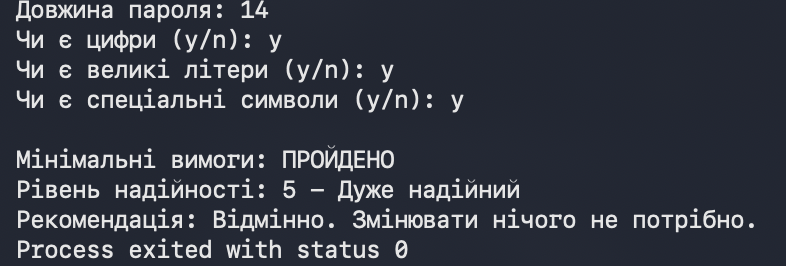 Довжина пароля: 14
Чи є цифри (y/n): y
Чи є великі літери (y/n): y
Чи є спеціальні символи (y/n): y
Мінімальні вимоги: ПРОЙДЕНО
Рівень надійності: 5 — Дуже надійний
Рекомендація: Відмінно. Змінювати нічого не потрібно.
Process exited with status 0